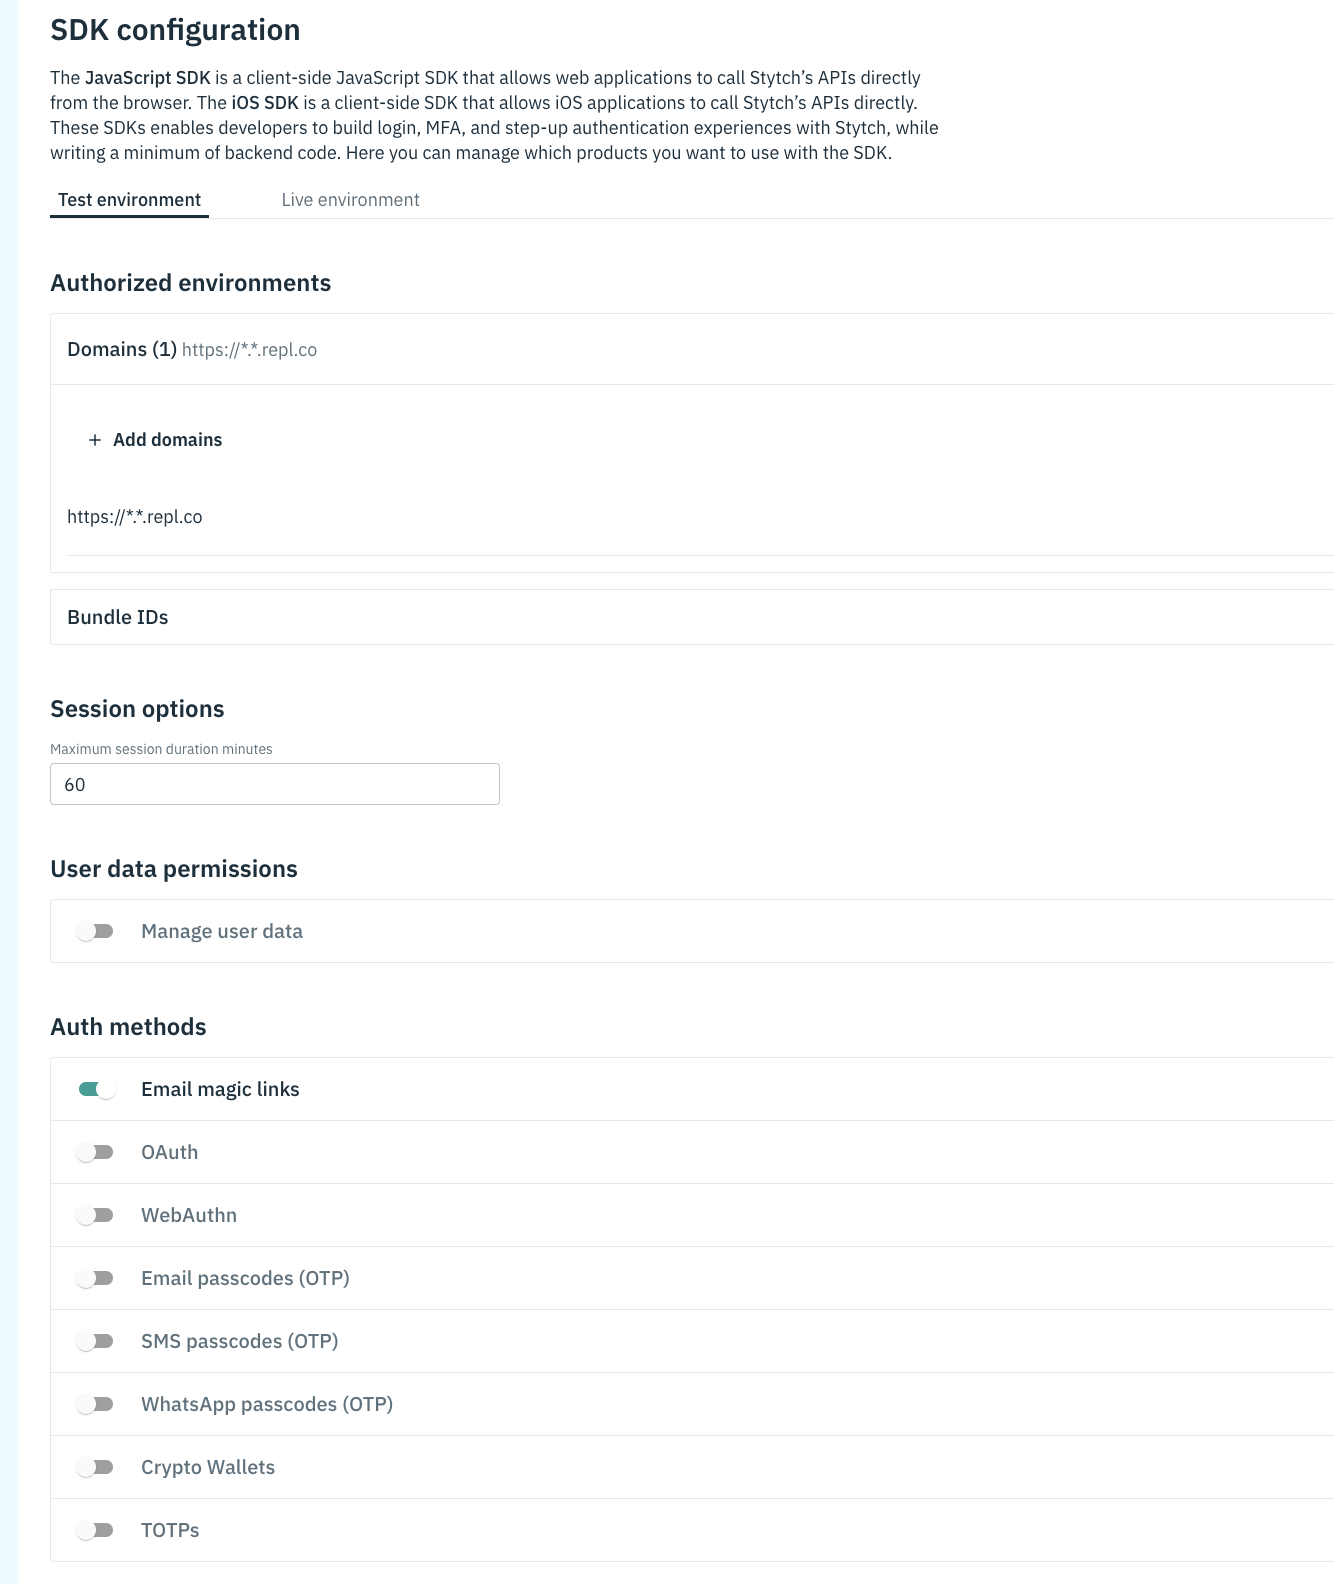 SDK configuration
The JavaScript SDK is a client-side JavaScript SDK that allows web applications to call Stytch’s APIs directly
from the browser. The iOS SDK is a client-side SDK that allows iOS applications to call Stytch’s APIs directly.
These SDKs enables developers to build login, MFA, and step-up authentication experiences with Stytch, while
writing a minimum of backend code. Here you can manage which products you want to use with the SDK.
Test environment Live environment
Authorized environments
Domains (1) https://*.*.repl.co
+ Add domains
https://*.*.repl.co
Bundle IDs
Session options
Maximum session duration minutes
60
User data permissions
Manage user data
Auth methods
Email magic links
OAuth
WebAuthn
Email passcodes (OTP)
SMS passcodes (OTP)
WhatsApp passcodes (OTP)
Crypto Wallets
TOTPs